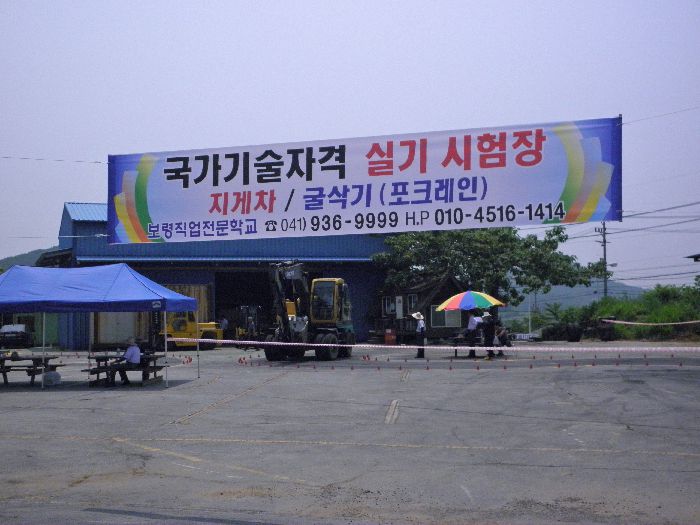 국가기술자격 실기 시험장
지게차 / 굴삭기 (포크레인)
보령직업전문학교 ☎ 041) 936-9999 H.P 010-4516-1414